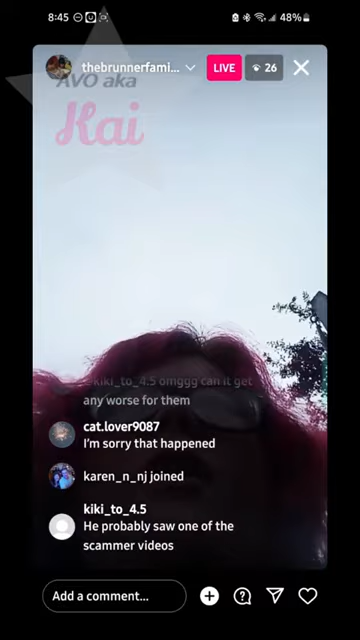 8:45
48%
thebrunnerfami...
LIVE
26
AVO aka
Kai
kiki_to_4.5 omggg can it get
any worse for them
cat.lover9087
I'm sorry that happened
karen_n_nj joined
kiki_to_4.5
He probably saw one of the
scammer videos
Add a comment...